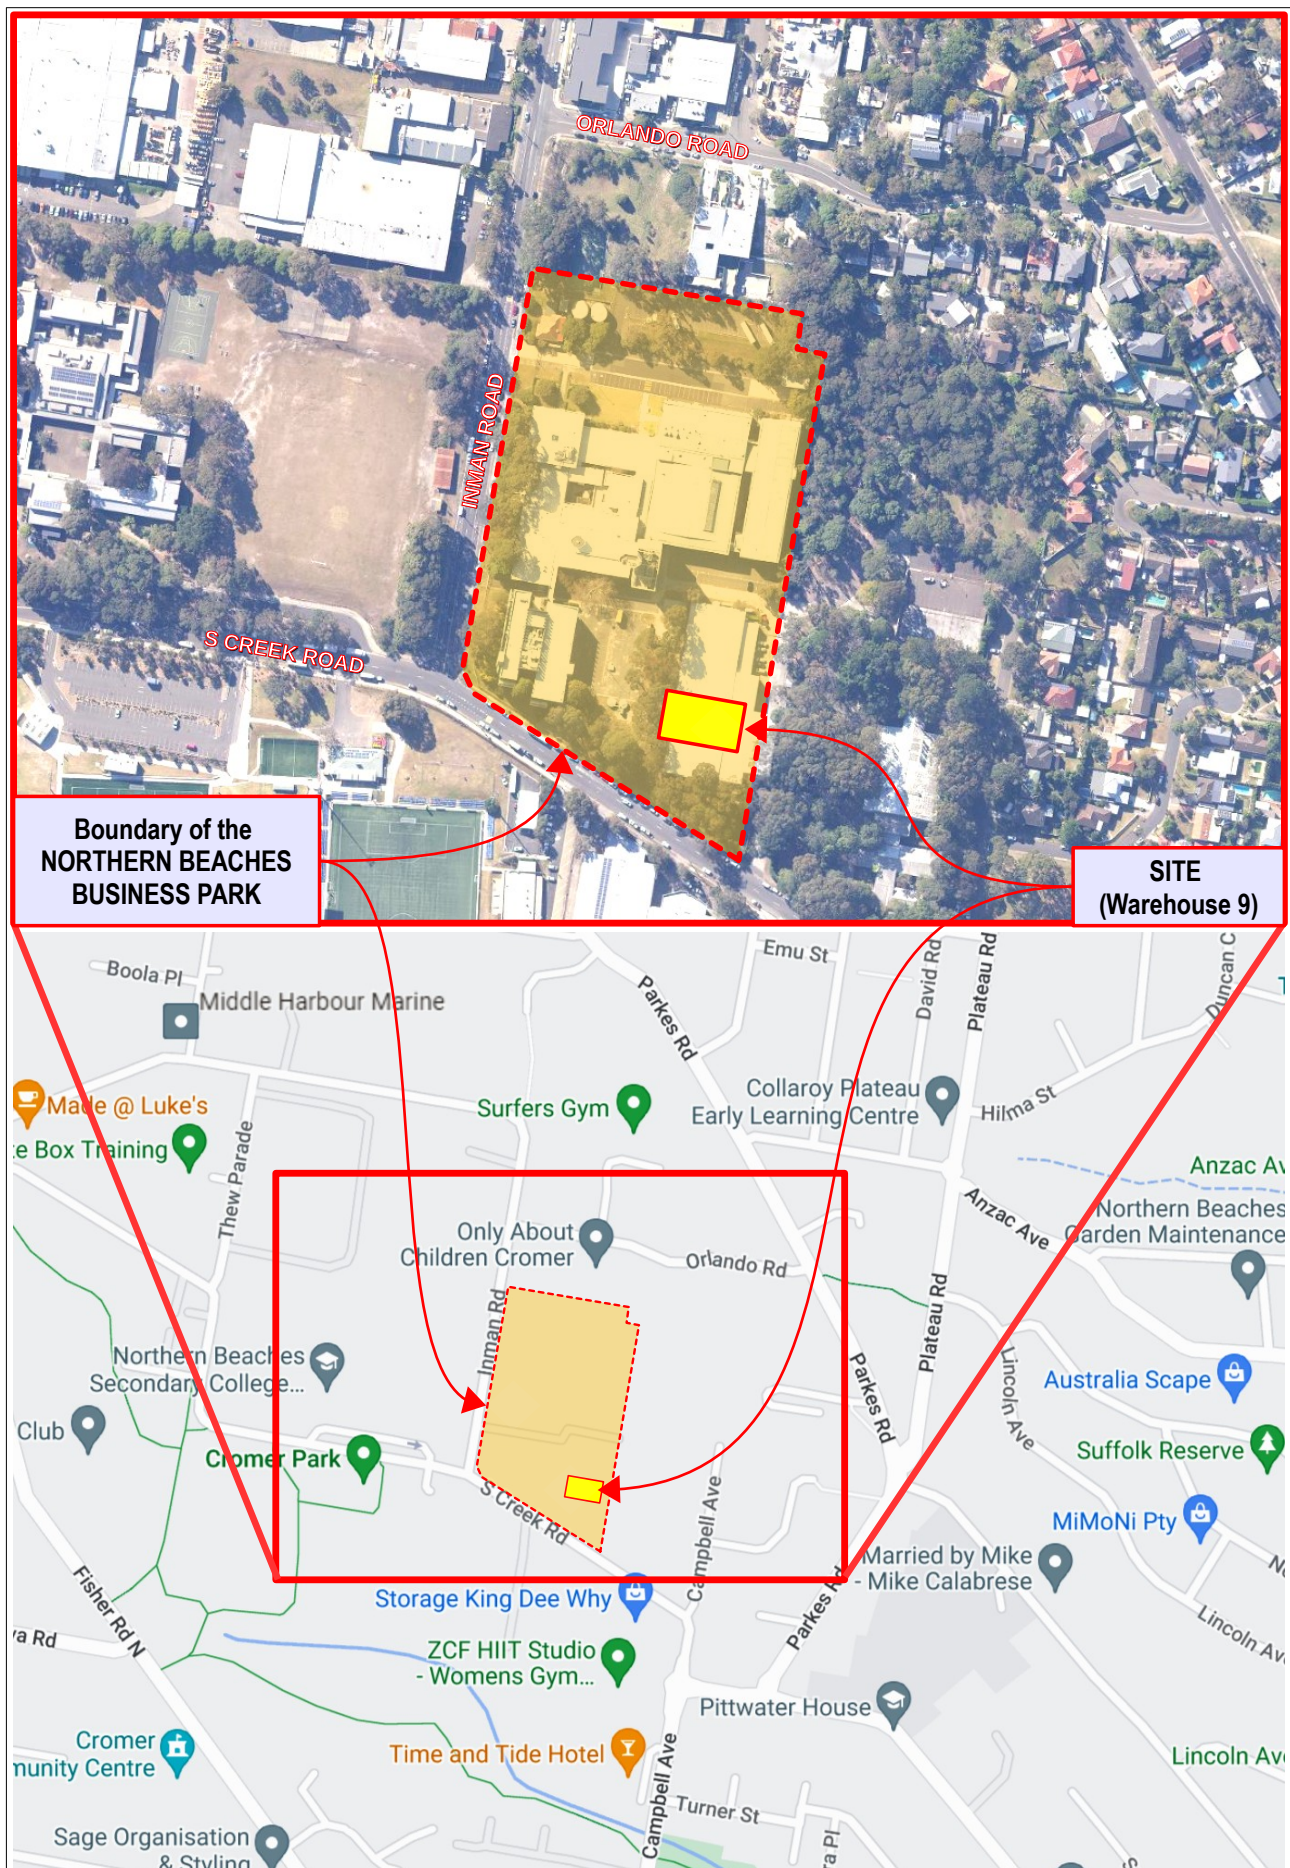 ORLANDO ROAD
INMAN ROAD
S CREEK ROAD
Boundary of the
NORTHERN BEACHES
BUSINESS PARK
SITE
(Warehouse 9)
Emu St
David Rd
Plateau Rd
Duncan C
Boola Pl
Middle Harbour Marine
Parkes Rd
Made @ Luke's
Surfers Gym
Collaroy Plateau
Early Learning Centre
Hilma St
e Box Training
Thew Parade
Anzac Av
Anzac Ave
Northern Beaches
Garden Maintenance
Only About
Children Cromer
Orlando Rd
Inman Rd
Plateau Rd
Northern Beaches
Secondary College...
Parkes Rd
Lincoln Ave
Australia Scape
Club
Cromer Park
Suffolk Reserve
S Creek Rd
Campbell Ave
MiMoNi Pty
Married by Mike
- Mike Calabrese
Fisher Rd N
Storage King Dee Why
Parkes Rd
Lincoln Av
va Rd
ZCF HIIT Studio
- Womens Gym...
Pittwater House
Cromer
munity Centre
Time and Tide Hotel
Campbell Ave
Lincoln Av
Turner St
ra Pl
Sage Organisation
& Styling